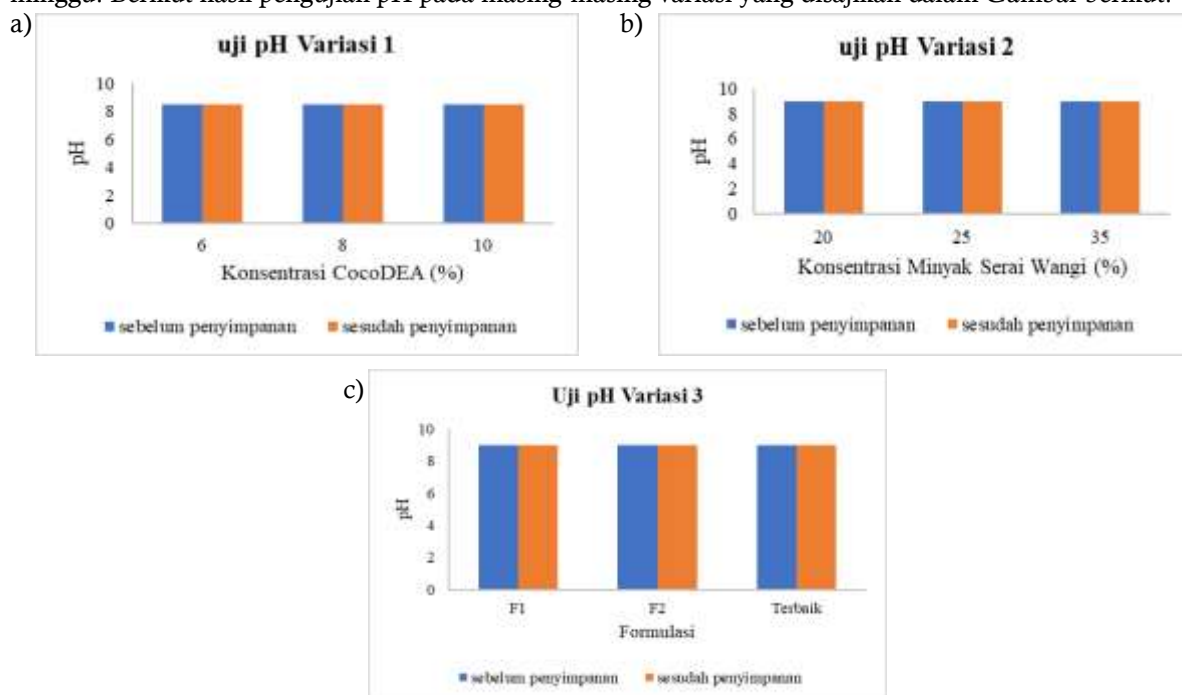 minggu. Berikut hasil pengujian pH pada masing-masing variasi yang disajikan dalam Gambar berikut.
a)
uji pH Variasi 1
10
8
6
4
2
0
pH
6 8 10
Konsentrasi CocoDEA (%)
sebelum penyimpanan sesudah penyimpanan
b)
uji pH Variasi 2
10
8
6
4
2
0
pH
20 25 35
Konsentrasi Minyak Serai Wangi (%)
sebelum penyimpanan sesudah penyimpanan
c)
Uji pH Variasi 3
10
8
6
4
2
0
pH
F1 F2 Terbaik
Formulasi
sebelum penyimpanan sesudah penyimpanan